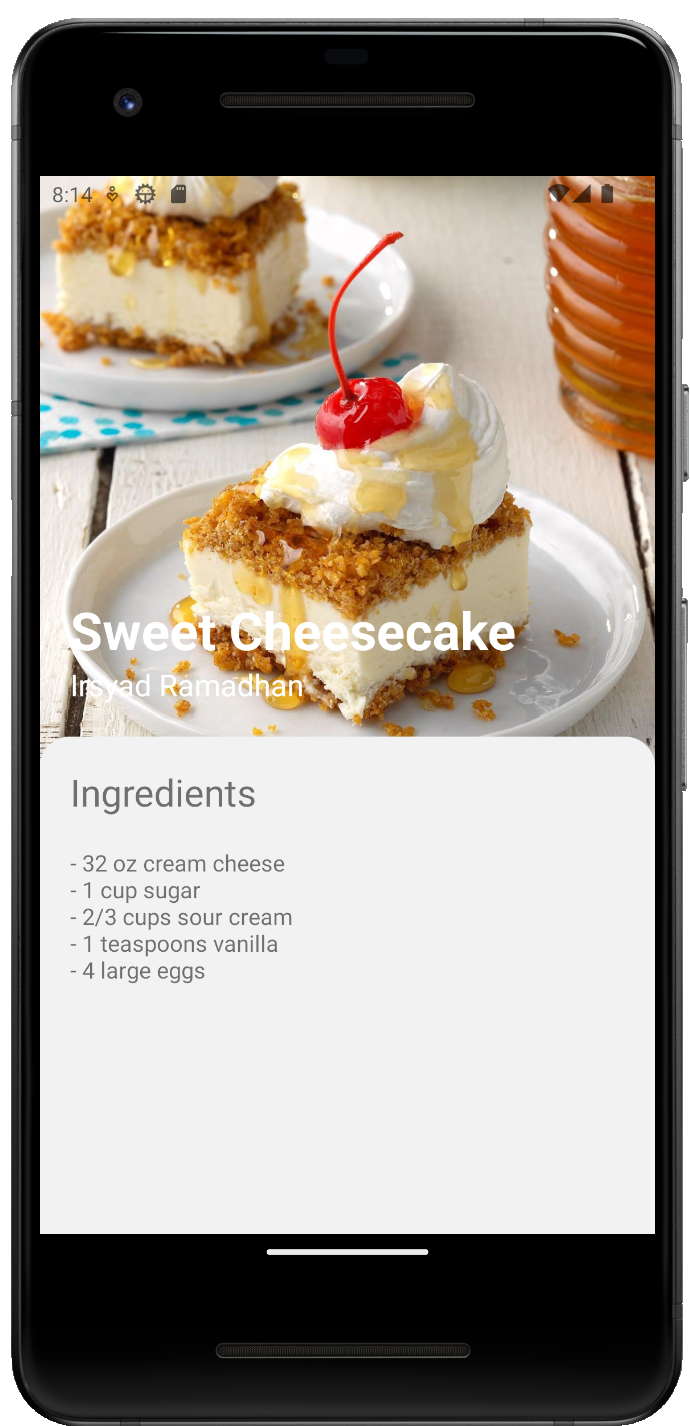 8:14
Sweet Cheesecake
Irsyad Ramadhan
Ingredients
- 32 oz cream cheese
- 1 cup sugar
- 2/3 cups sour cream
- 1 teaspoons vanilla
- 4 large eggs